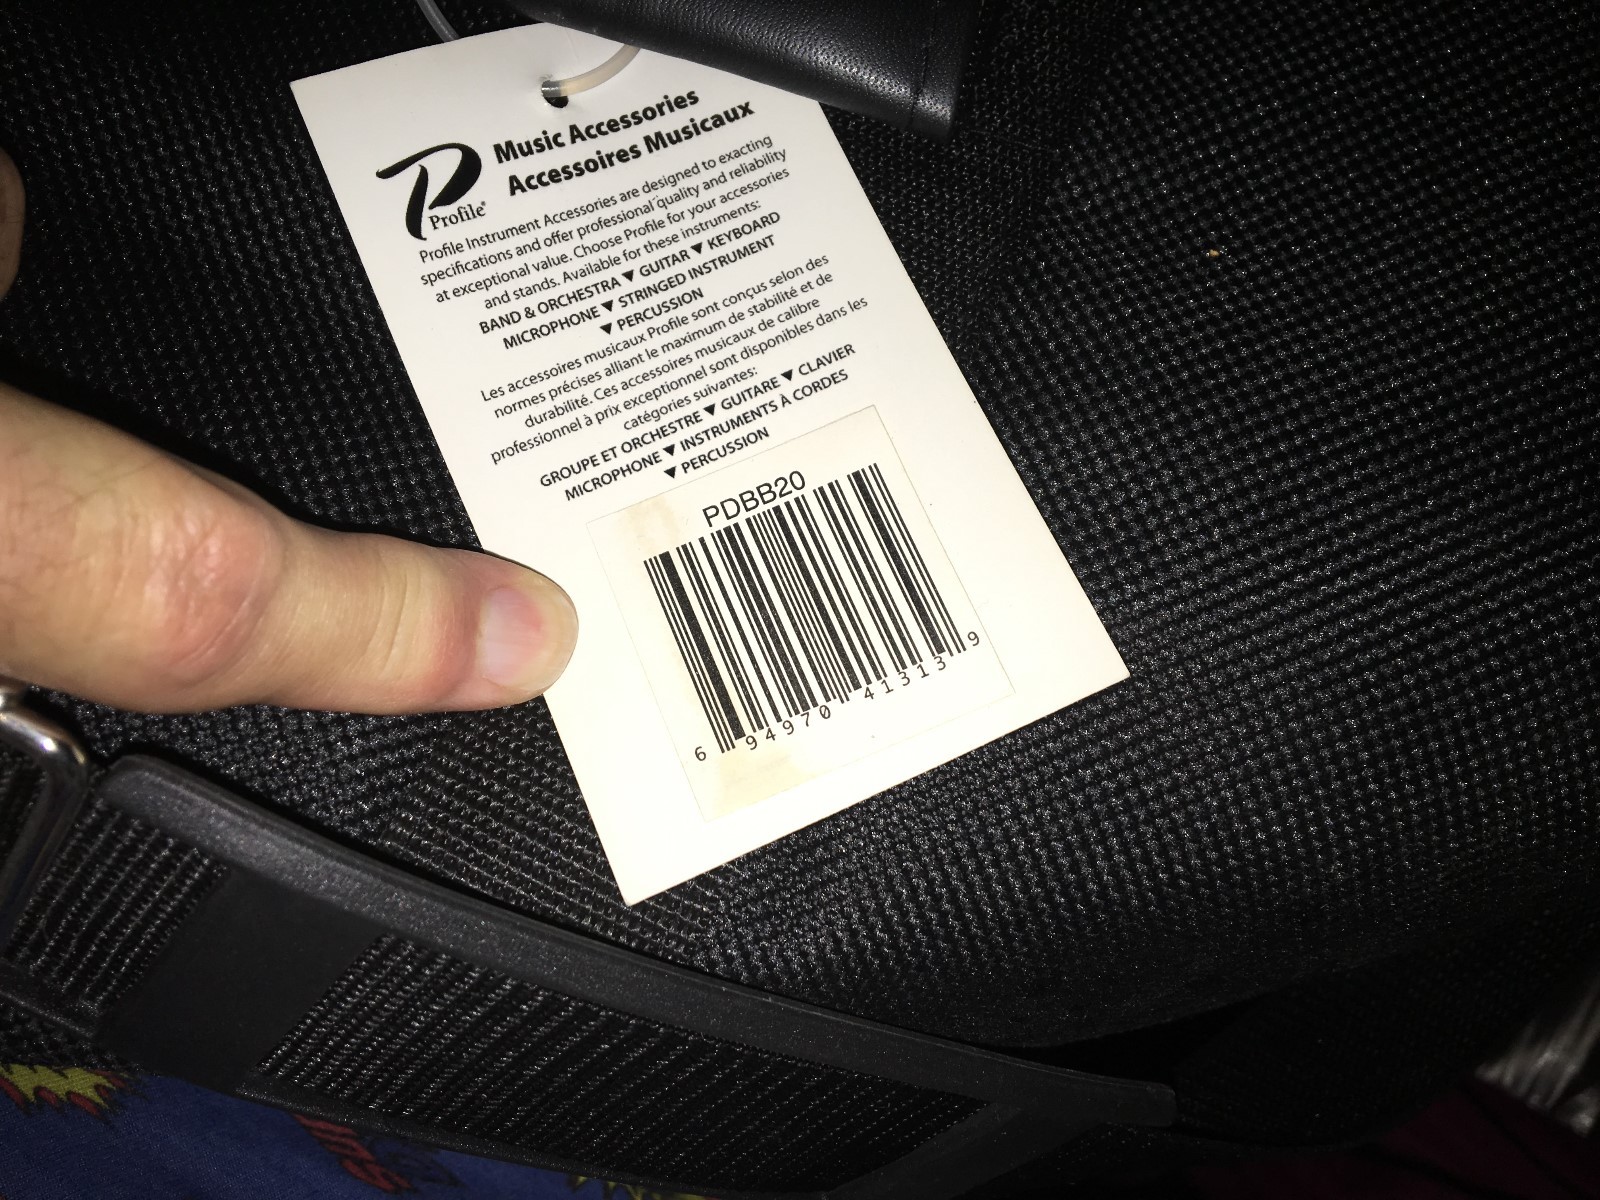 Music Accessories
Accessoires Musicaux
Profile®
Profile Instrument Accessories are designed to exacting
specifications and offer professional quality and reliability
at exceptional value. Choose Profile for your accessories
and stands. Available for these instruments:
BAND & ORCHESTRA ▼ GUITAR ▼ KEYBOARD
MICROPHONE ▼ STRINGED INSTRUMENT
▼ PERCUSSION
Les accessoires musicaux Profile sont conçus selon des
normes précises alliant le maximum de stabilité et de
durabilité. Ces accessoires musicaux de calibre
professionnel à prix exceptionnel sont disponibles dans les
catégories suivantes:
GROUPE ET ORCHESTRE ▼ GUITARE ▼ CLAVIER
MICROPHONE ▼ INSTRUMENTS À CORDES
▼ PERCUSSION
PDBB20
6 94970 41313 9